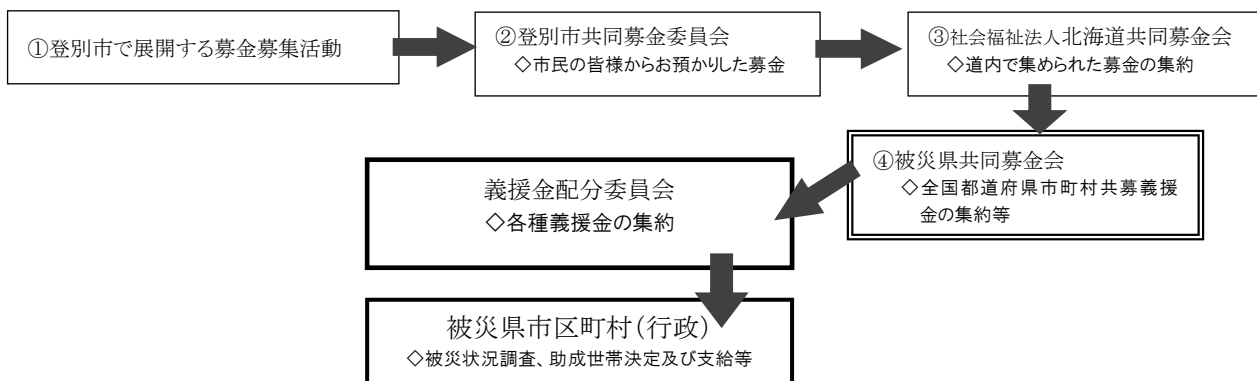 ①登別市で展開する募金募集活動
②登別市共同募金委員会
◇市民の皆様からお預かりした募金
③社会福祉法人北海道共同募金会
◇道内で集められた募金の集約
④被災県共同募金会
◇全国都道府県市町村共募義援
金の集約等
義援金配分委員会
◇各種義援金の集約
被災県市区町村(行政)
◇被災状況調査、助成世帯決定及び支給等